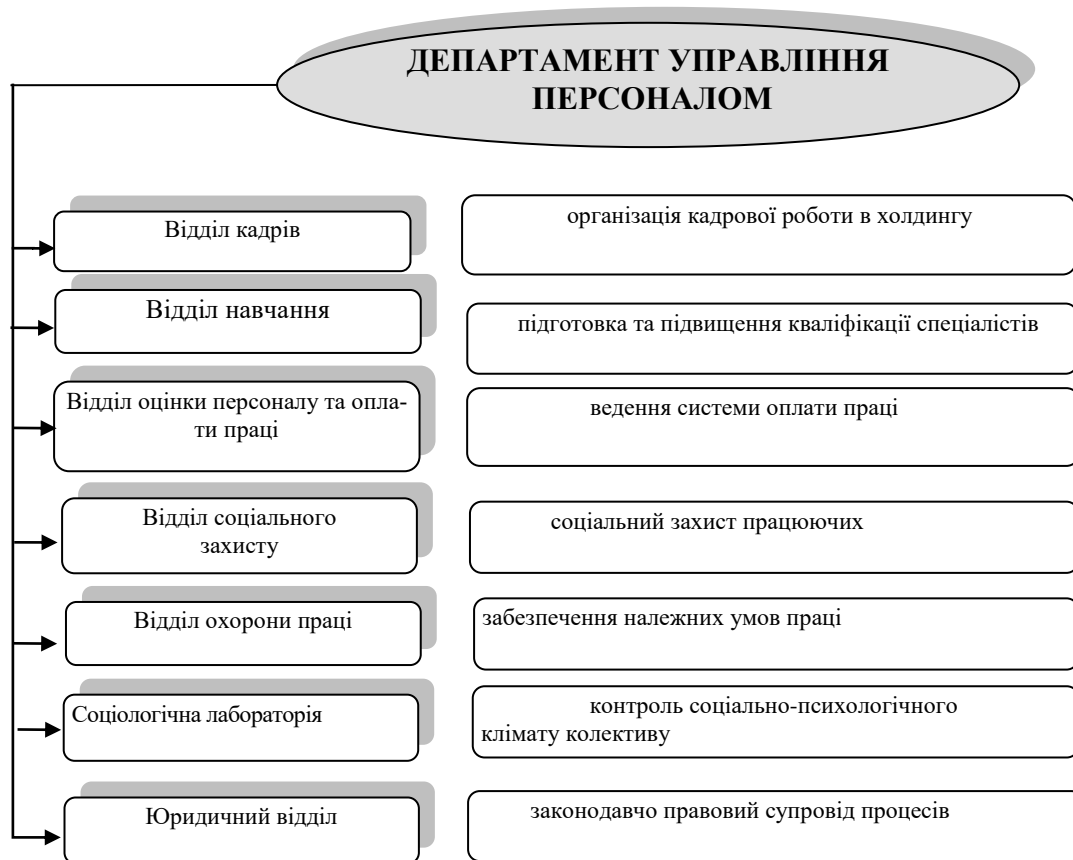 ДЕПАРТАМЕНТ УПРАВЛІННЯ
ПЕРСОНАЛОМ
Відділ кадрів
організація кадрової роботи в холдингу
Відділ навчання
підготовка та підвищення кваліфікації спеціалістів
Відділ оцінки персоналу та опла-
ти праці
ведення системи оплати праці
Відділ соціального
захисту
соціальний захист працюючих
Відділ охорони праці
забезпечення належних умов праці
Соціологічна лабораторія
контроль соціально-психологічного
клімату колективу
Юридичний відділ
законодавчо правовий супровід процесів